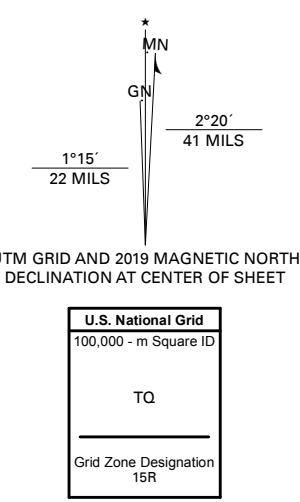 ★
MN
GN
2°20´
41 MILS
1°15´
22 MILS
UTM GRID AND 2019 MAGNETIC NORTH
DECLINATION AT CENTER OF SHEET
U.S. National Grid
100,000 - m Square ID
TQ
Grid Zone Designation
15R